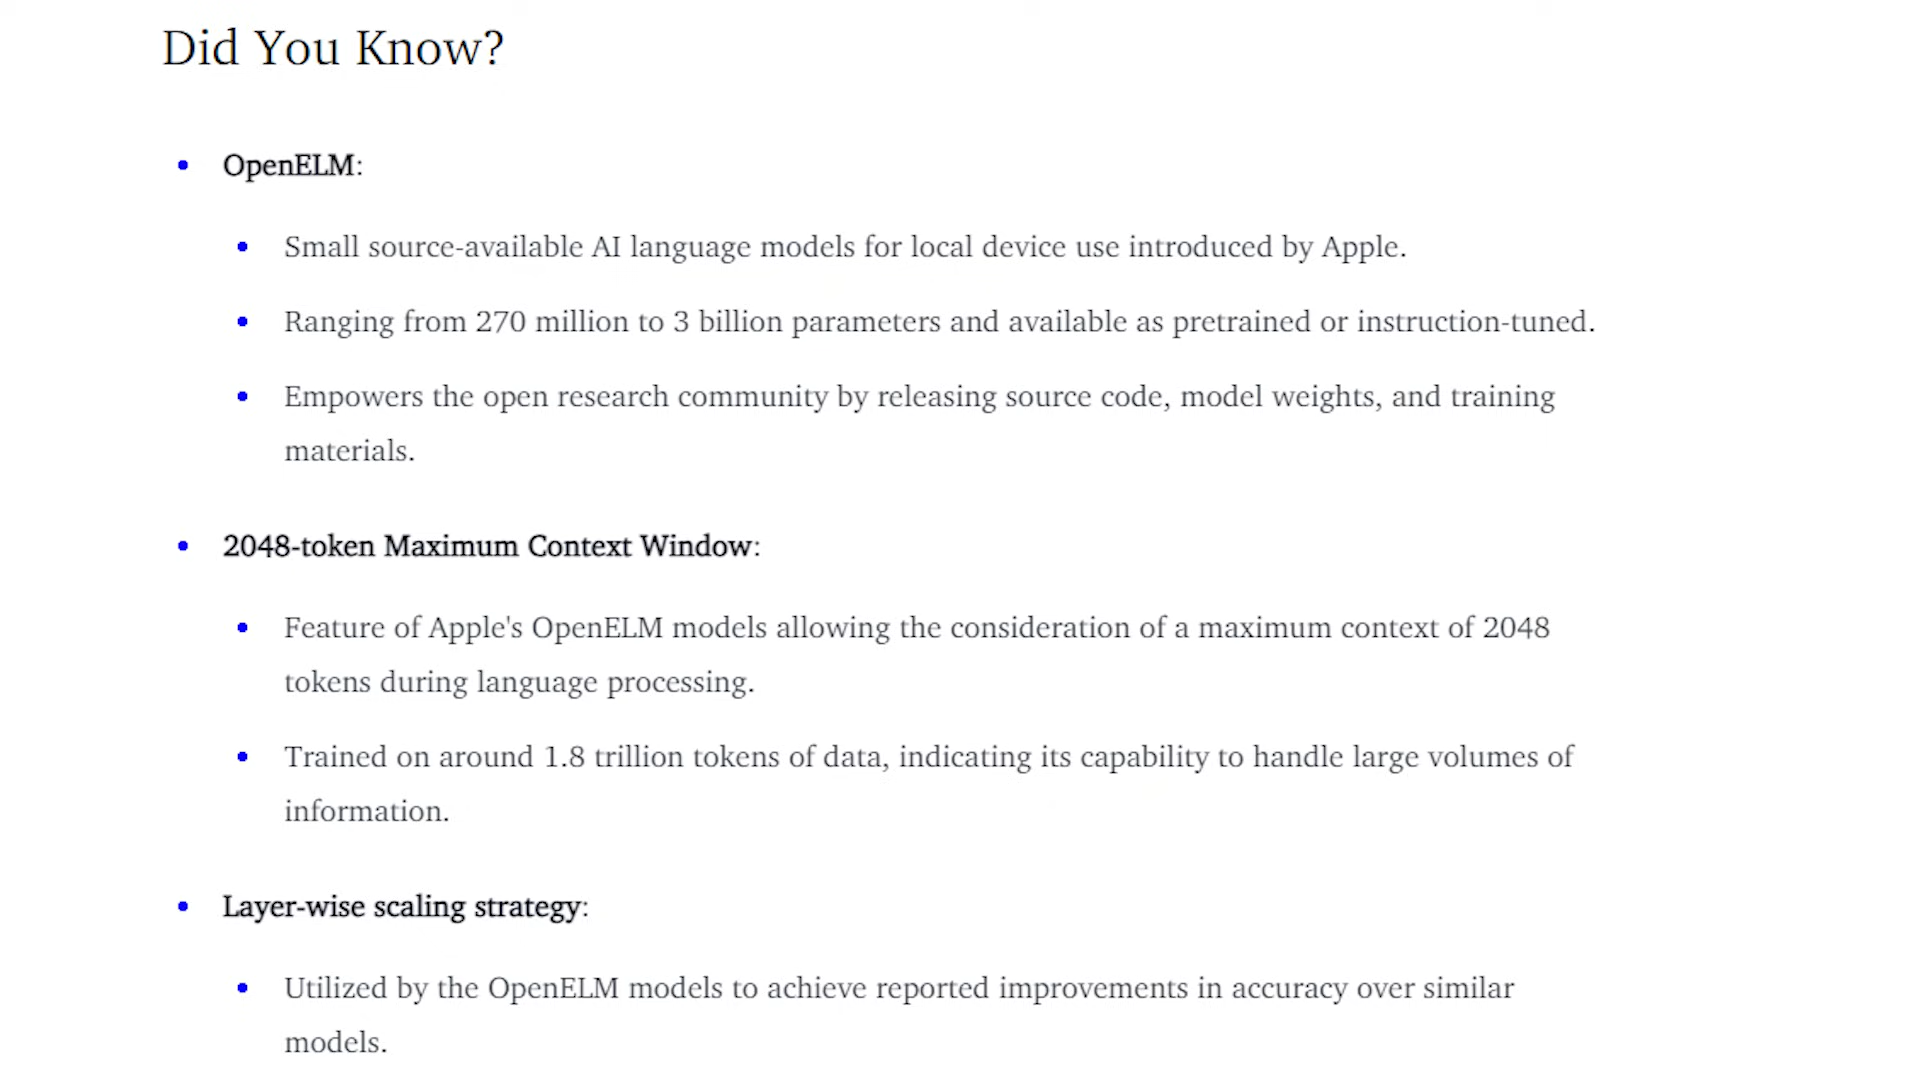 Did You Know?
• OpenELM:
• Small source-available AI language models for local device use introduced by Apple.
• Ranging from 270 million to 3 billion parameters and available as pretrained or instruction-tuned.
• Empowers the open research community by releasing source code, model weights, and training
materials.
• 2048-token Maximum Context Window:
• Feature of Apple's OpenELM models allowing the consideration of a maximum context of 2048
tokens during language processing.
• Trained on around 1.8 trillion tokens of data, indicating its capability to handle large volumes of
information.
• Layer-wise scaling strategy:
• Utilized by the OpenELM models to achieve reported improvements in accuracy over similar
models.